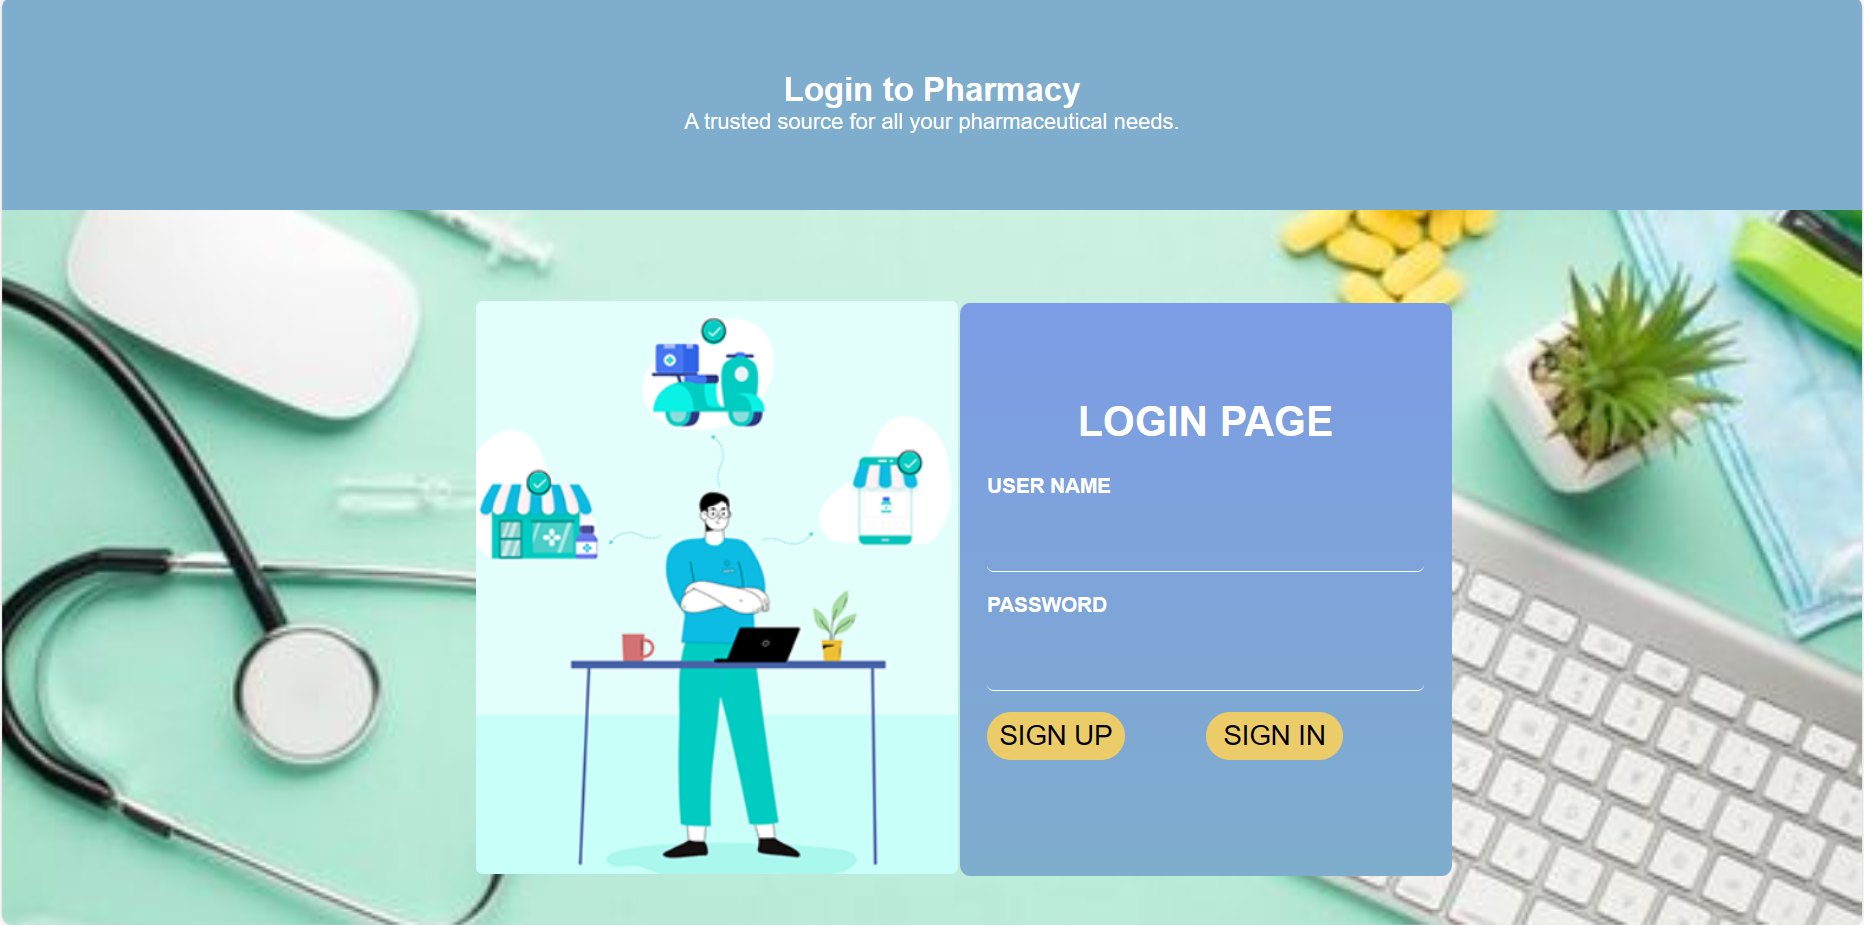 Login to Pharmacy
A trusted source for all your pharmaceutical needs.
LOGIN PAGE
USER NAME
PASSWORD
SIGN UP
SIGN IN